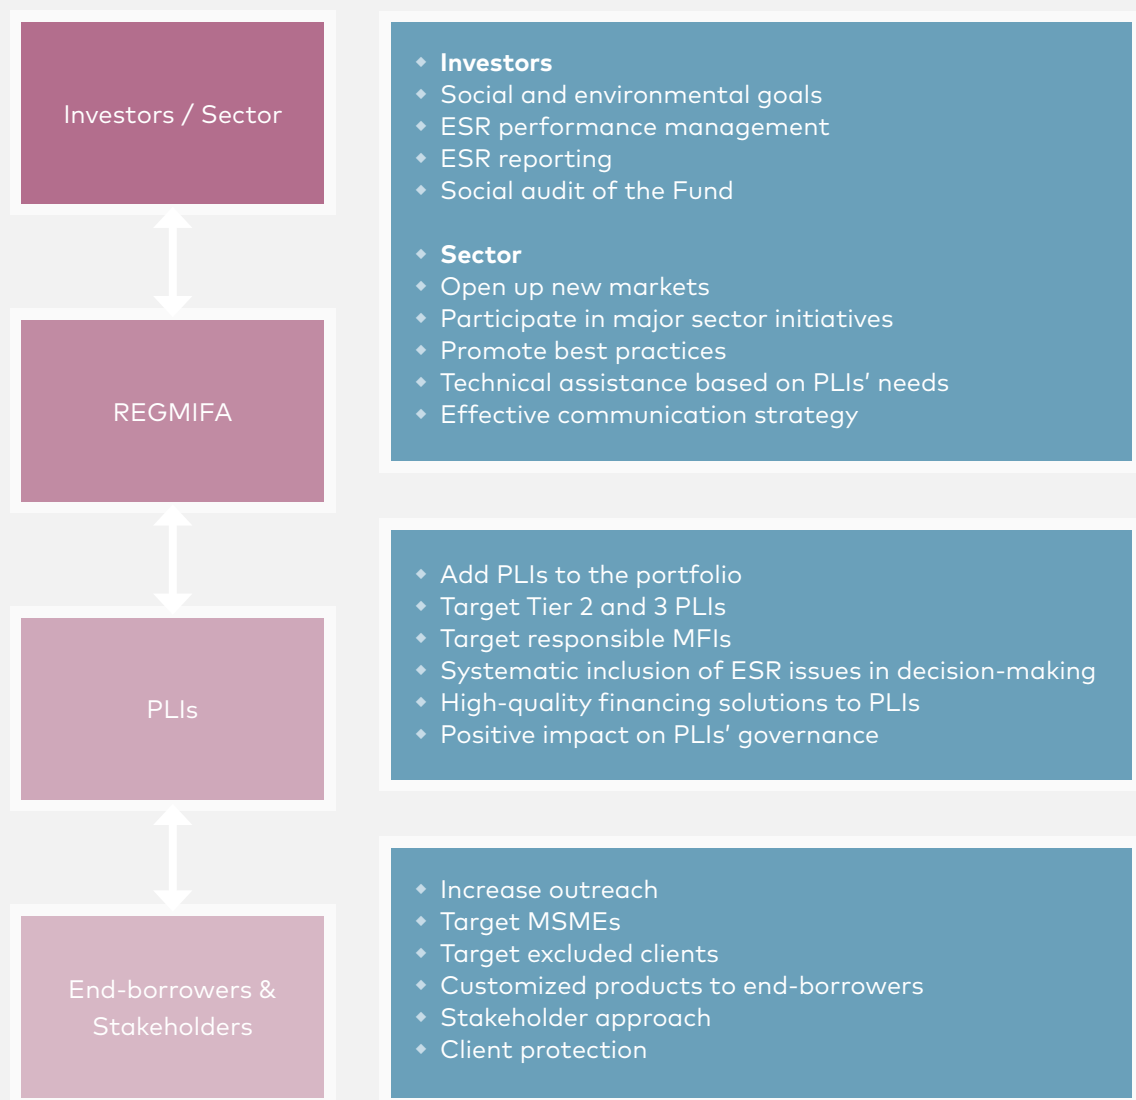 Investors / Sector
REGMIFA
PLIs
End-borrowers &
Stakeholders
Investors
Social and environmental goals
ESR performance management
ESR reporting
Social audit of the Fund
Sector
Open up new markets
Participate in major sector initiatives
Promote best practices
Technical assistance based on PLIs’ needs
Effective communication strategy
Add PLIs to the portfolio
Target Tier 2 and 3 PLIs
Target responsible MFIs
Systematic inclusion of ESR issues in decision-making
High-quality financing solutions to PLIs
Positive impact on PLIs’ governance
Increase outreach
Target MSMEs
Target excluded clients
Customized products to end-borrowers
Stakeholder approach
Client protection